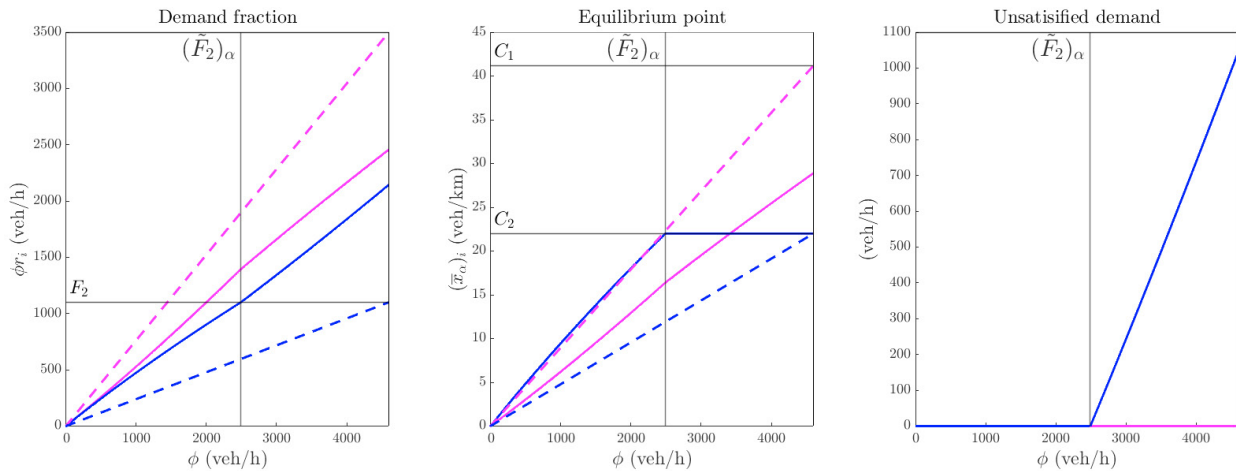 Demand fraction
3500
3000
2500
2000
1500
1000
500
0
(F̃₂)α
F₂
ϕrᵢ (veh/h)
0 1000 2000 3000 4000
ϕ (veh/h)
Equilibrium point
45
40
35
30
25
20
15
10
5
0
C₁
(F̃₂)α
C₂
(x̅α)ᵢ (veh/km)
0 1000 2000 3000 4000
ϕ (veh/h)
Unsatisified demand
1100
1000
900
800
700
600
500
400
300
200
100
0
(F̃₂)α
(veh/h)
0 1000 2000 3000 4000
ϕ (veh/h)